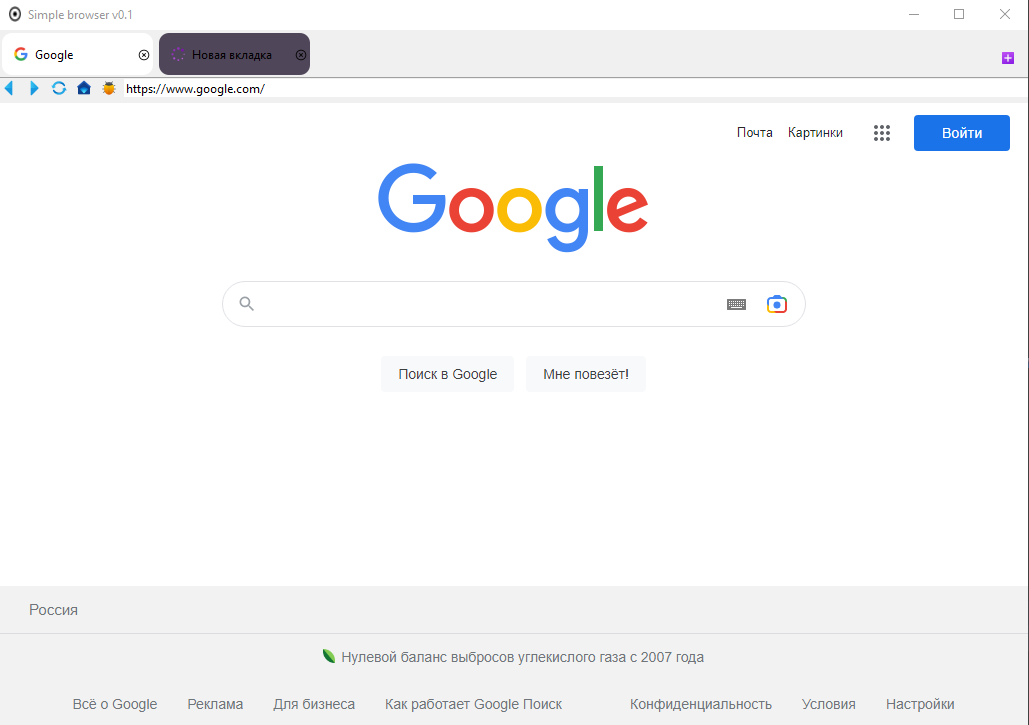 Simple browser v0.1
Google
Новая вкладка
https://www.google.com/
Почта Картинки Войти
Google
Поиск в Google Мне повезёт!
Россия
Нулевой баланс выбросов углекислого газа с 2007 года
Всё о Google Реклама Для бизнеса Как работает Google Поиск Конфиденциальность Условия Настройки